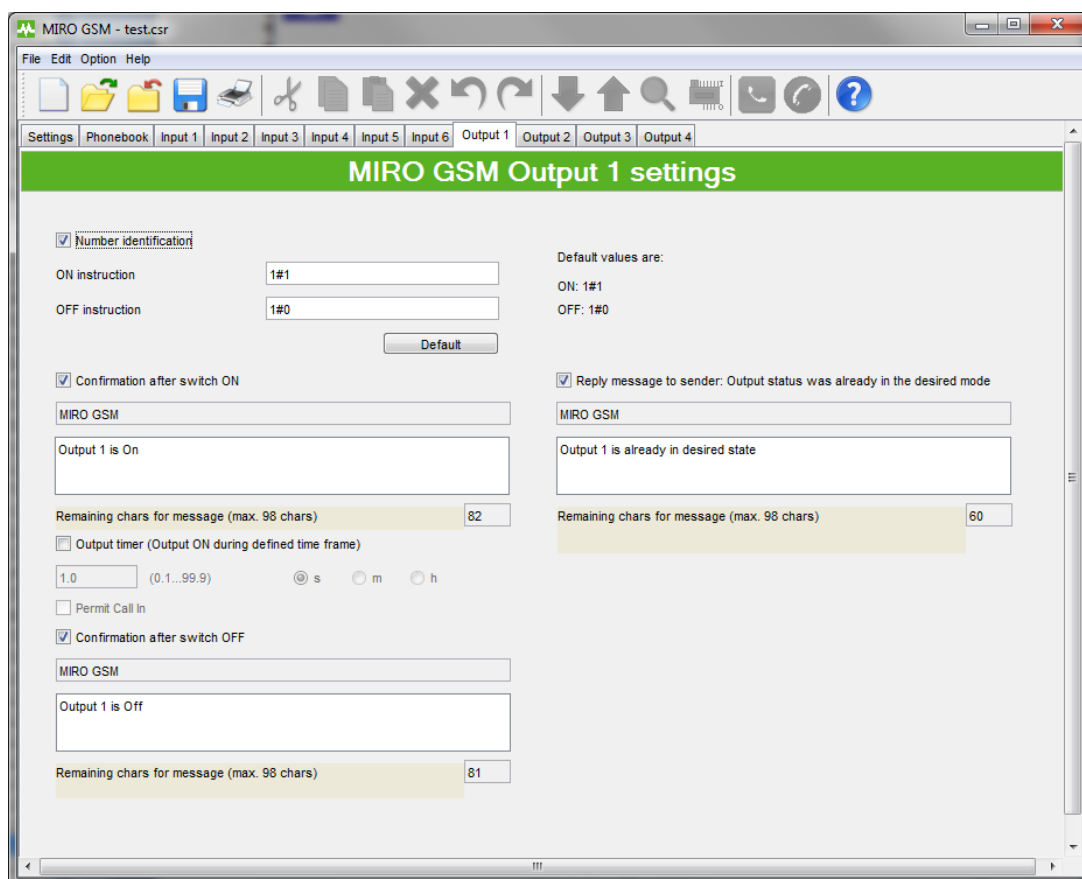 MIRO GSM - test.csr
File Edit Option Help
Settings Phonebook Input 1 Input 2 Input 3 Input 4 Input 5 Input 6 Output 1 Output 2 Output 3 Output 4
MIRO GSM Output 1 settings
Number identification
Default values are:
ON instruction 1#1
ON: 1#1
OFF instruction 1#0
OFF: 1#0
Default
Confirmation after switch ON
MIRO GSM
Output 1 is On
Remaining chars for message (max. 98 chars) 82
Reply message to sender: Output status was already in the desired mode
MIRO GSM
Output 1 is already in desired state
Remaining chars for message (max. 98 chars) 60
Output timer (Output ON during defined time frame)
1.0 (0.1...99.9) s m h
Permit Call In
Confirmation after switch OFF
MIRO GSM
Output 1 is Off
Remaining chars for message (max. 98 chars) 81